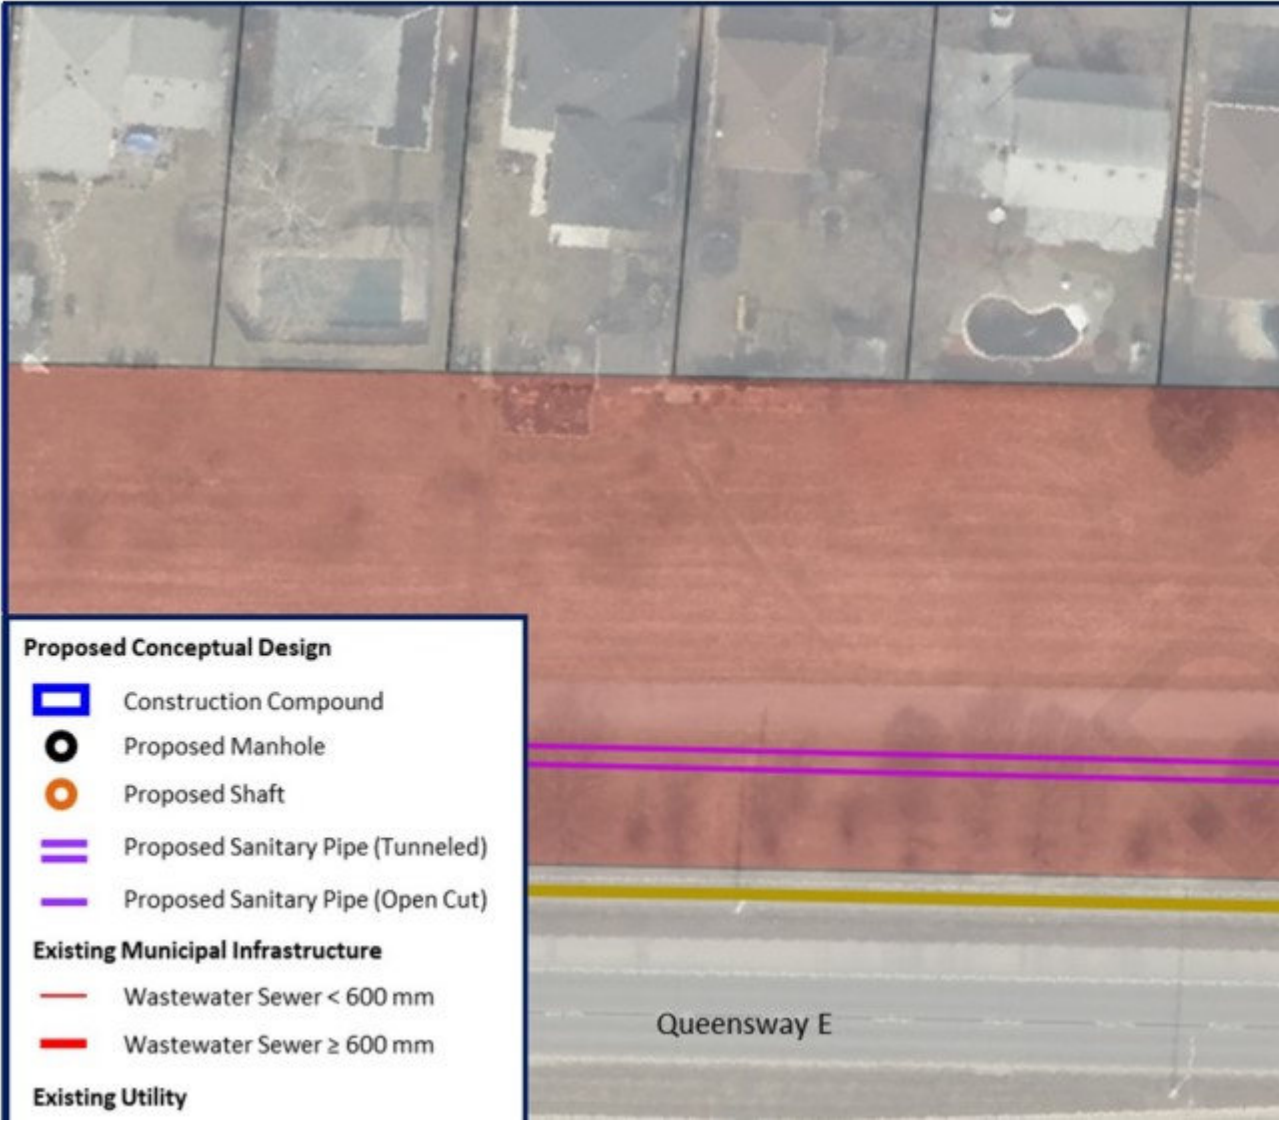 Proposed Conceptual Design
Construction Compound
Proposed Manhole
Proposed Shaft
Proposed Sanitary Pipe (Tunneled)
Proposed Sanitary Pipe (Open Cut)
Existing Municipal Infrastructure
Wastewater Sewer < 600 mm
Wastewater Sewer ≥ 600 mm
Existing Utility
Queensway E